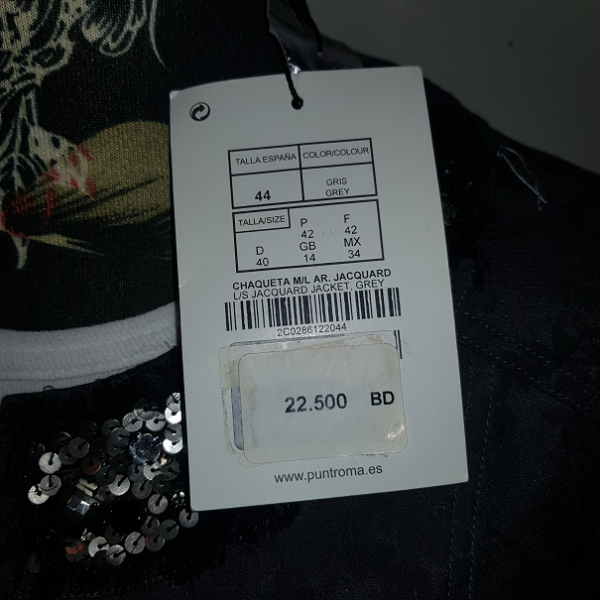 TALLA ESPAÑA COLOR/COLOUR
44 GRIS
GREY
TALLA/SIZE P F
42 42
D GB MX
40 14 34
CHAQUETA M/L AR. JACQUARD
L/S JACQUARD JACKET, GREY
2C0286122044
22.500 BD
www.puntroma.es